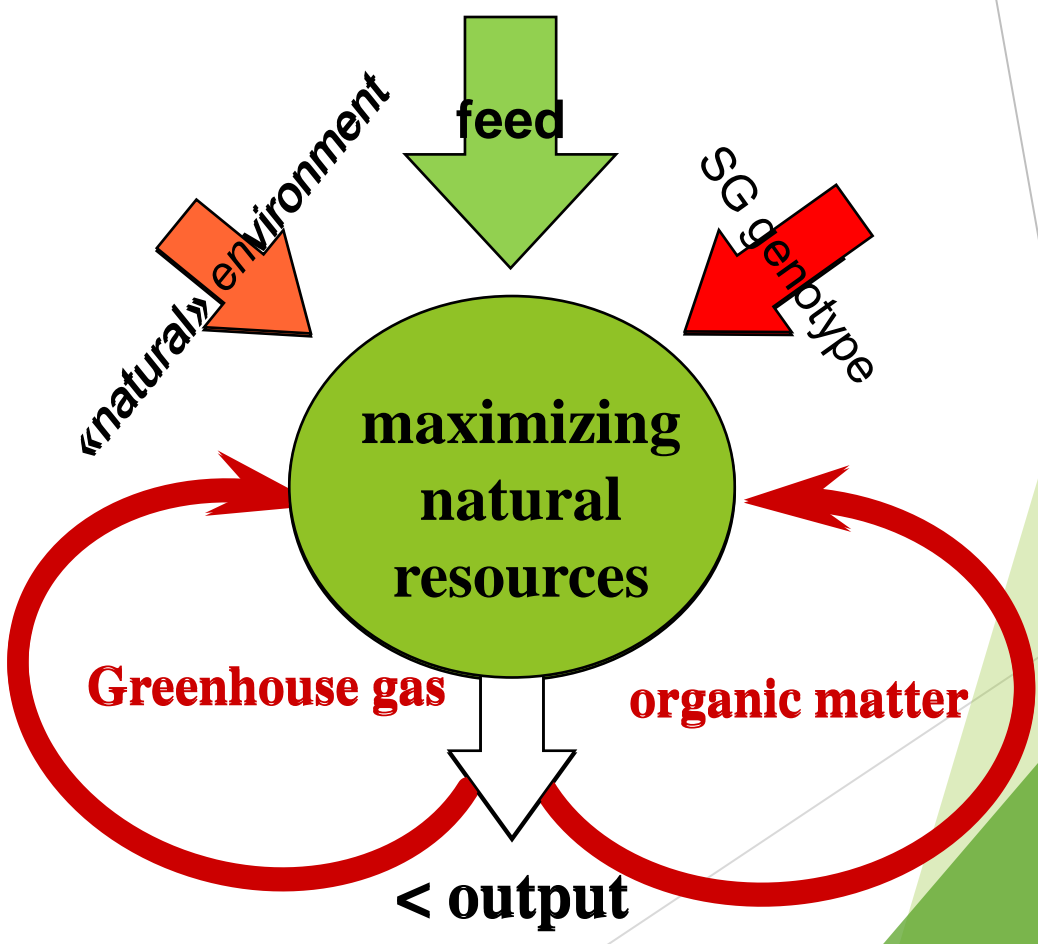 feed
«natural» environment
SG genotype
maximizing
natural
resources
Greenhouse gas
organic matter
< output